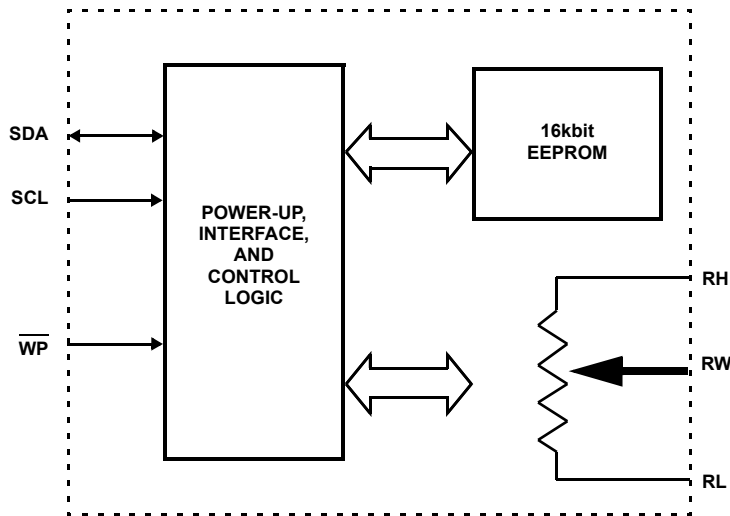 SDA
SCL
WP
POWER-UP,
INTERFACE,
AND
CONTROL
LOGIC
16kbit
EEPROM
RH
RW
RL